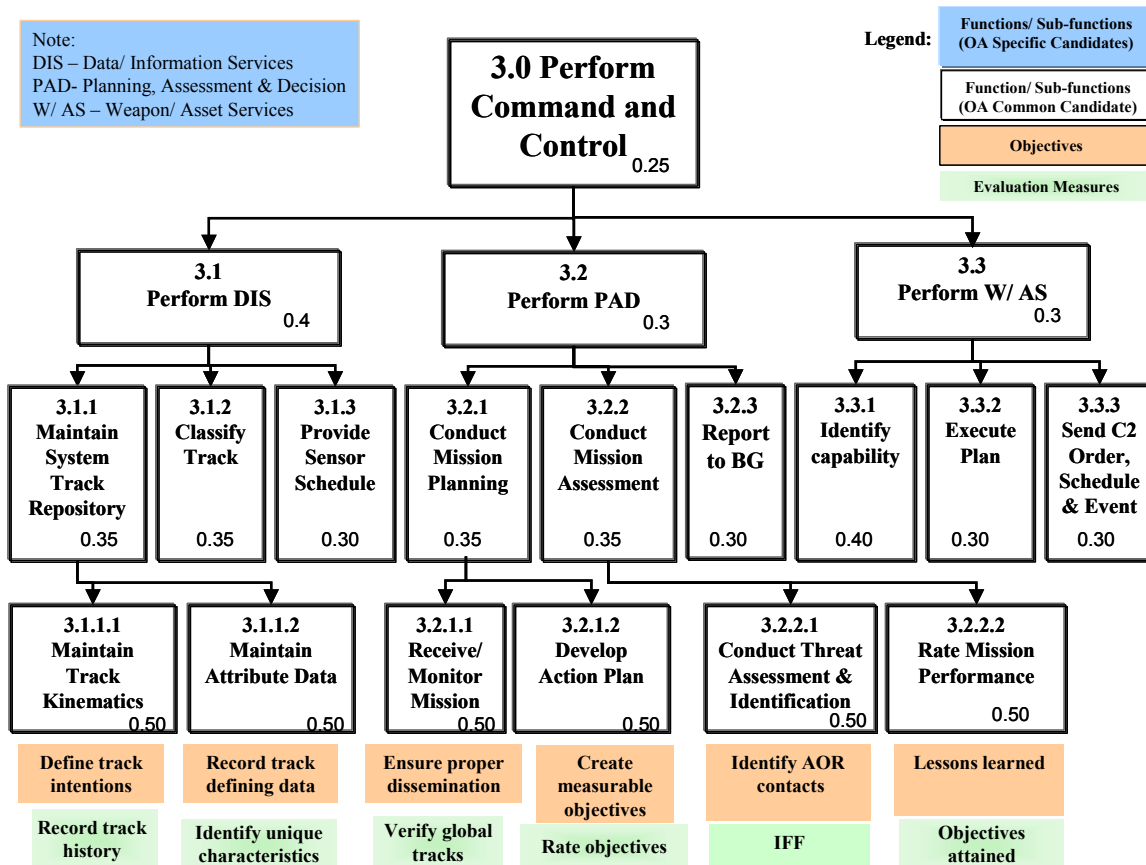 Note:
DIS – Data/ Information Services
PAD- Planning, Assessment & Decision
W/ AS – Weapon/ Asset Services
3.0 Perform
Command and
Control
0.25
Legend:
Functions/ Sub-functions
(OA Specific Candidates)
Function/ Sub-functions
(OA Common Candidate)
Objectives
Evaluation Measures
3.1
Perform DIS
0.4
3.2
Perform PAD
0.3
3.3
Perform W/ AS
0.3
3.1.1
Maintain
System
Track
Repository
0.35
3.1.2
Classify
Track
0.35
3.1.3
Provide
Sensor
Schedule
0.30
3.2.1
Conduct
Mission
Planning
0.35
3.2.2
Conduct
Mission
Assessment
0.35
3.2.3
Report
to BG
0.30
3.3.1
Identify
capability
0.40
3.3.2
Execute
Plan
0.30
3.3.3
Send C2
Order,
Schedule
& Event
0.30
3.1.1.1
Maintain
Track
Kinematics
0.50
3.1.1.2
Maintain
Attribute Data
0.50
3.2.1.1
Receive/
Monitor
Mission
0.50
3.2.1.2
Develop
Action Plan
0.50
3.2.2.1
Conduct Threat
Assessment &
Identification
0.50
3.2.2.2
Rate Mission
Performance
0.50
Define track
intentions
Record track
defining data
Ensure proper
dissemination
Create
measurable
objectives
Identify AOR
contacts
Lessons learned
Record track
history
Identify unique
characteristics
Verify global
tracks
Rate objectives
IFF
Objectives
attained